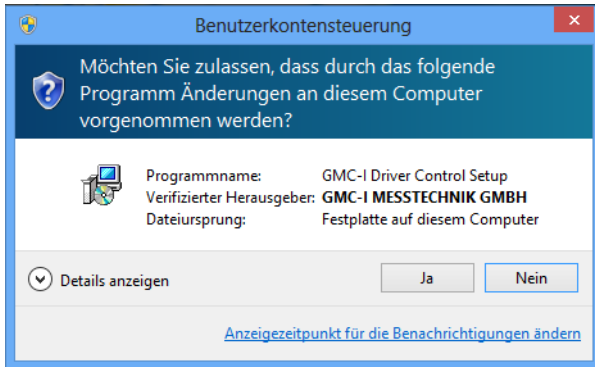 Benutzerkontensteuerung
Möchten Sie zulassen, dass durch das folgende
Programm Änderungen an diesem Computer
vorgenommen werden?
Programmname: GMC-I Driver Control Setup
Verifizierter Herausgeber: GMC-I MESSTECHNIK GMBH
Dateiursprung: Festplatte auf diesem Computer
Details anzeigen Ja Nein
Anzeigezeitpunkt für die Benachrichtigungen ändern